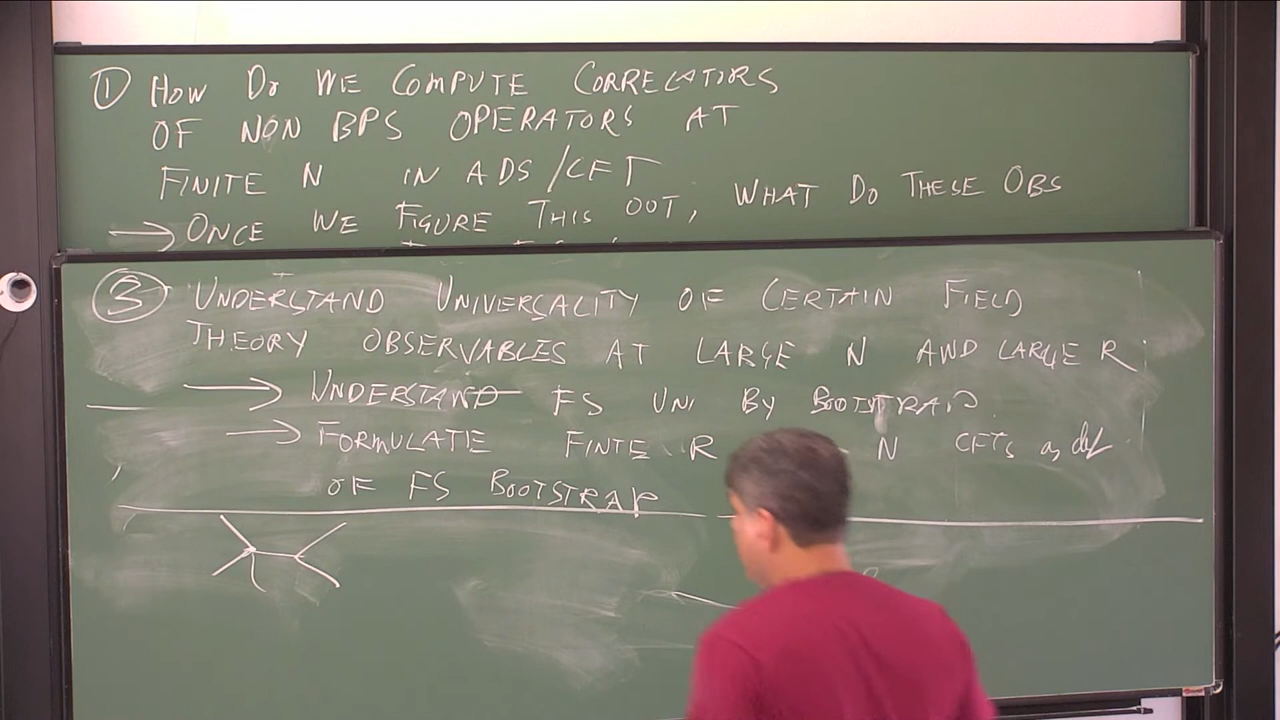 ① HOW DO WE COMPUTE CORRELATORS
OF NON BPS OPERATORS AT
FINITE N IN ADS/CFT
→ ONCE WE FIGURE THIS OUT, WHAT DO THESE OBS
③ UNDERSTAND UNIVERSALITY OF CERTAIN FIELD
THEORY OBSERVABLES AT LARGE N AND LARGE R
→ UNDERSTAND FS UNI BY BOOTSTRAP
→ FORMULATE FINTE R N CFTs as def
OF FS BOOTSTRAP